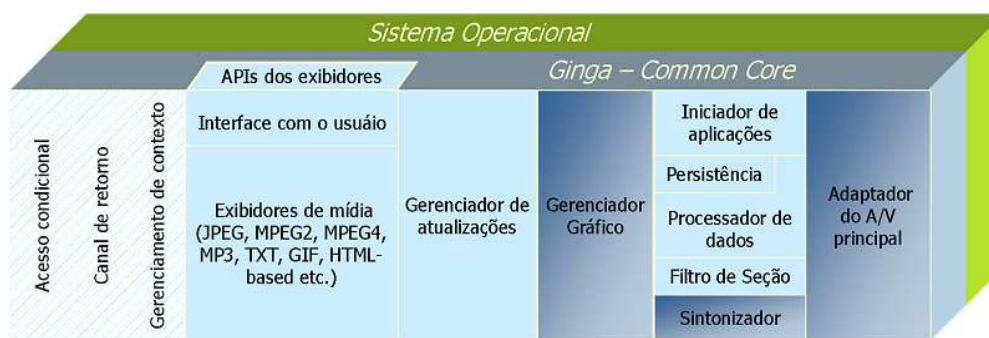 Sistema Operacional
Ginga – Common Core
APIs dos exibidores
Acesso condicional
Canal de retorno
Gerenciamento de contexto
Interface com o usuáio
Exibidores de mídia
(JPEG, MPEG2, MPEG4,
MP3, TXT, GIF, HTML-
based etc.)
Gerenciador de
atualizações
Gerenciador
Gráfico
Iniciador de
aplicações
Persistência
Processador de
dados
Filtro de Seção
Sintonizador
Adaptador
do A/V
principal